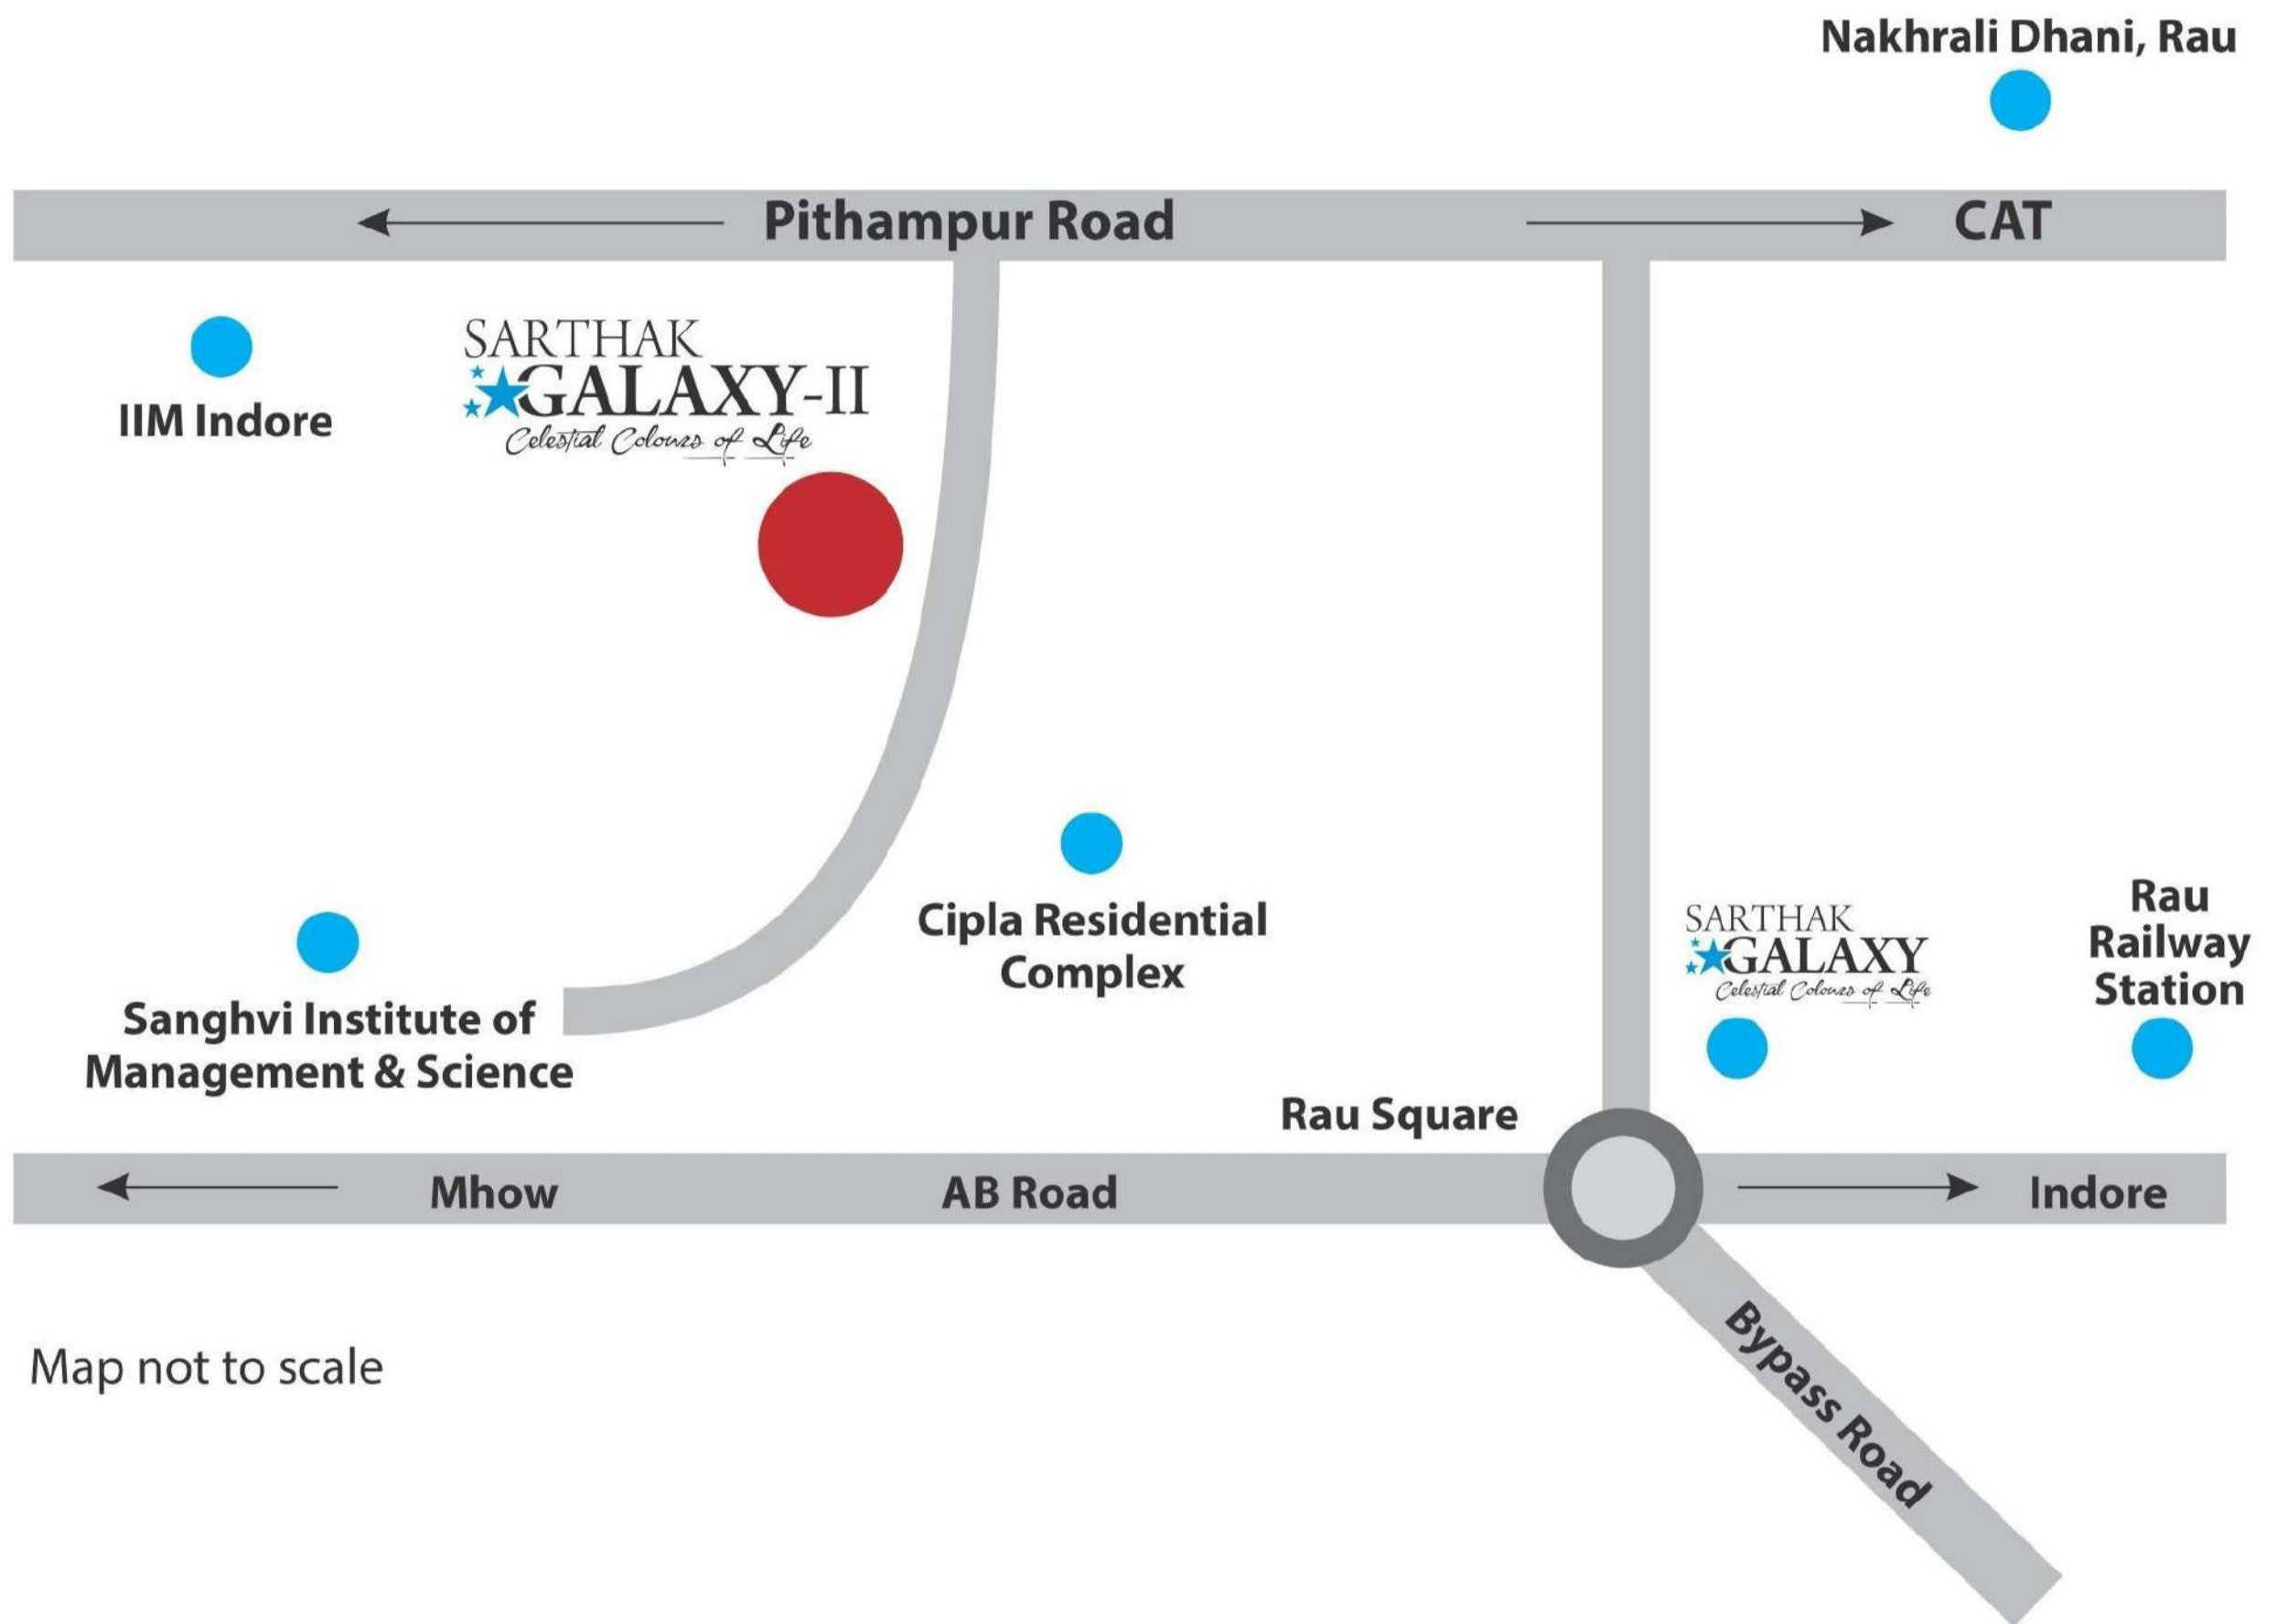 Nakhrali Dhani, Rau
Pithampur Road
CAT
SARTHAK
GALAXY-II
Celestial Colours of Life
IIM Indore
Cipla Residential
Complex
SARTHAK
GALAXY
Celestial Colours of Life
Rau
Railway
Station
Sanghvi Institute of
Management & Science
Rau Square
Mhow
AB Road
Indore
Bypass Road
Map not to scale